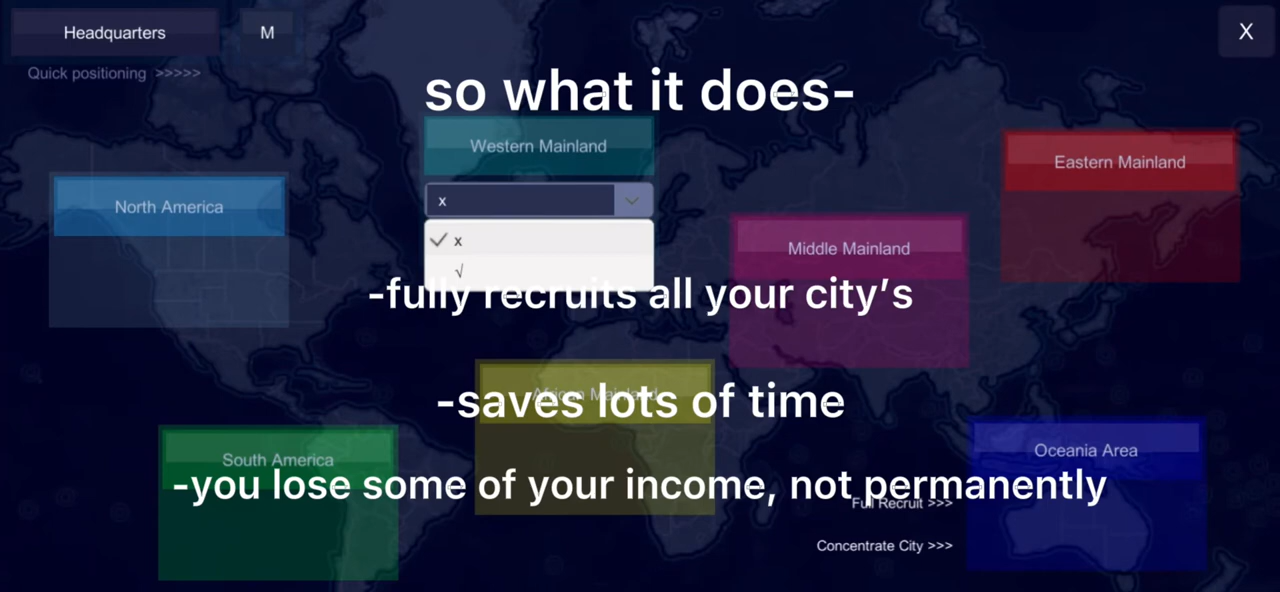 Headquarters
M
X
Quick positioning >>>>>
so what it does-
Western Mainland
Eastern Mainland
x
North America
✓ x
√
Middle Mainland
-fully recruits all your city's
African Mainland
-saves lots of time
South America
Oceania Area
-you lose some of your income, not permanently
Full Recruit >>>
Concentrate City >>>